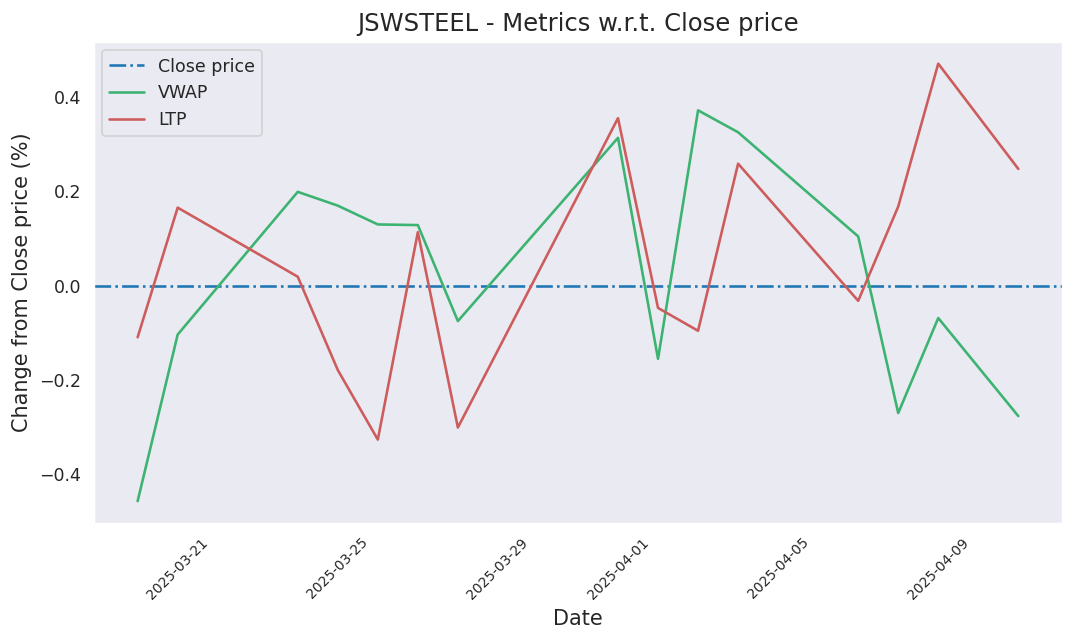 JSWSTEEL - Metrics w.r.t. Close price
Close price
VWAP
LTP
Change from Close price (%)
0.4
0.2
0.0
−0.2
−0.4
2025-03-21
2025-03-25
2025-03-29
2025-04-01
2025-04-05
2025-04-09
Date